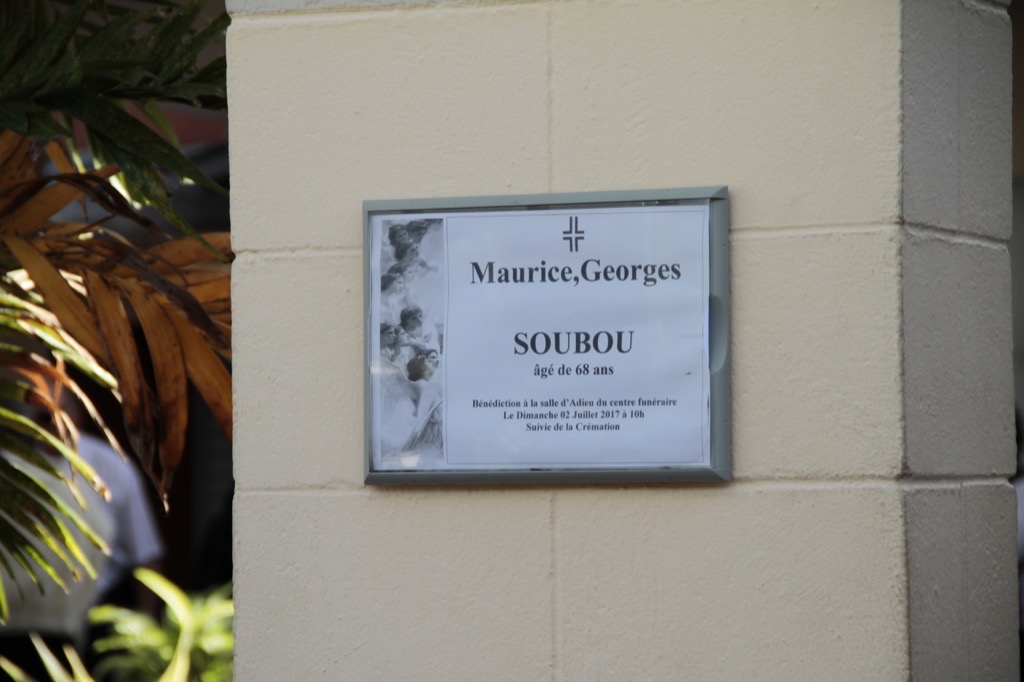 Maurice,Georges
SOUBOU
âgé de 68 ans
Bénédiction à la salle d'Adieu du centre funéraire
Le Dimanche 02 Juillet 2017 à 10h
Suivie de la Crémation